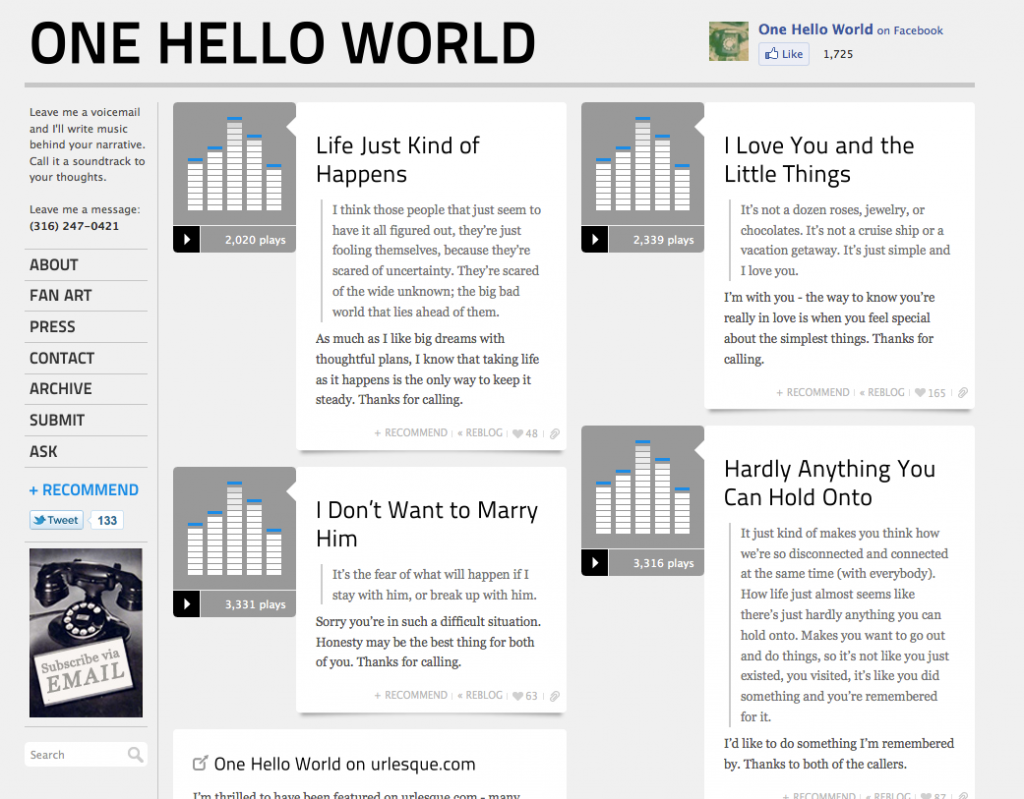 ONE HELLO WORLD
One Hello World on Facebook
Like 1,725
Leave me a voicemail
and I'll write music
behind your narrative.
Call it a soundtrack to
your thoughts.
Leave me a message:
(316) 247-0421
ABOUT
FAN ART
PRESS
CONTACT
ARCHIVE
SUBMIT
ASK
+ RECOMMEND
Tweet 133
Subscribe via
EMAIL
Search
2,020 plays
Life Just Kind of
Happens
I think those people that just seem to
have it all figured out, they're just
fooling themselves, because they're
scared of uncertainty. They're scared
of the wide unknown; the big bad
world that lies ahead of them.
As much as I like big dreams with
thoughtful plans, I know that taking life
as it happens is the only way to keep it
steady. Thanks for calling.
+ RECOMMEND | « REBLOG | 48 |
3,331 plays
I Don't Want to Marry
Him
It's the fear of what will happen if I
stay with him, or break up with him.
Sorry you're in such a difficult situation.
Honesty may be the best thing for both
of you. Thanks for calling.
+ RECOMMEND | « REBLOG | 63 |
One Hello World on urlesque.com
I'm thrilled to have been featured on urlesque.com - many
2,339 plays
I Love You and the
Little Things
It's not a dozen roses, jewelry, or
chocolates. It's not a cruise ship or a
vacation getaway. It's just simple and
I love you.
I'm with you - the way to know you're
really in love is when you feel special
about the simplest things. Thanks for
calling.
+ RECOMMEND | « REBLOG | 165 |
3,316 plays
Hardly Anything You
Can Hold Onto
It just kind of makes you think how
we're so disconnected and connected
at the same time (with everybody).
How life just almost seems like
there's just hardly anything you can
hold onto. Makes you want to go out
and do things, so it's not like you just
existed, you visited, it's like you did
something and you're remembered
for it.
I'd like to do something I'm remembered
by. Thanks to both of the callers.
+ RECOMMEND | « REBLOG | 87 |